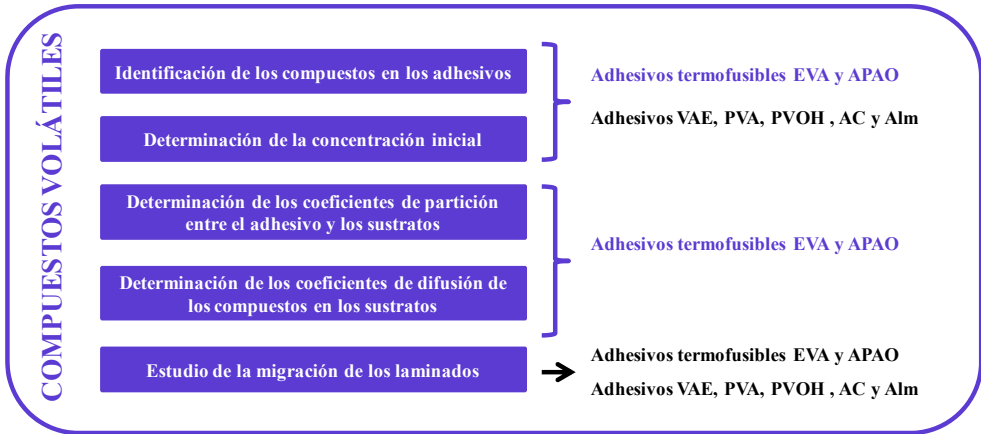 COMPUESTOS VOLÁTILES
Identificación de los compuestos en los adhesivos
Determinación de la concentración inicial
Adhesivos termofusibles EVA y APAO
Adhesivos VAE, PVA, PVOH , AC y Alm
Determinación de los coeficientes de partición
entre el adhesivo y los sustratos
Determinación de los coeficientes de difusión de
los compuestos en los sustratos
Adhesivos termofusibles EVA y APAO
Estudio de la migración de los laminados
Adhesivos termofusibles EVA y APAO
Adhesivos VAE, PVA, PVOH , AC y Alm